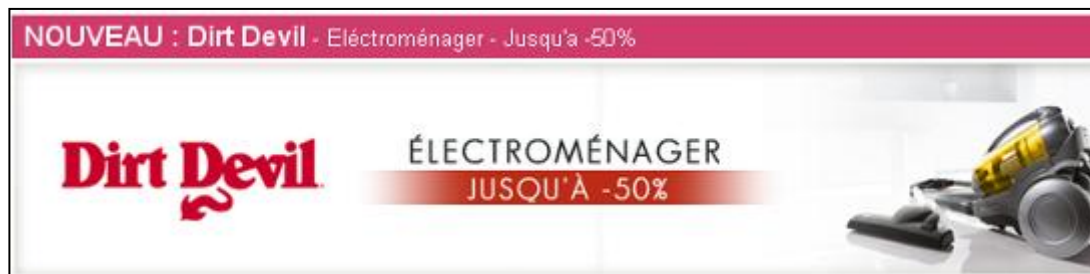 NOUVEAU : Dirt Devil - Eléctroménager - Jusqu'a -50%
Dirt Devil
ÉLECTROMÉNAGER
JUSQU'À -50%